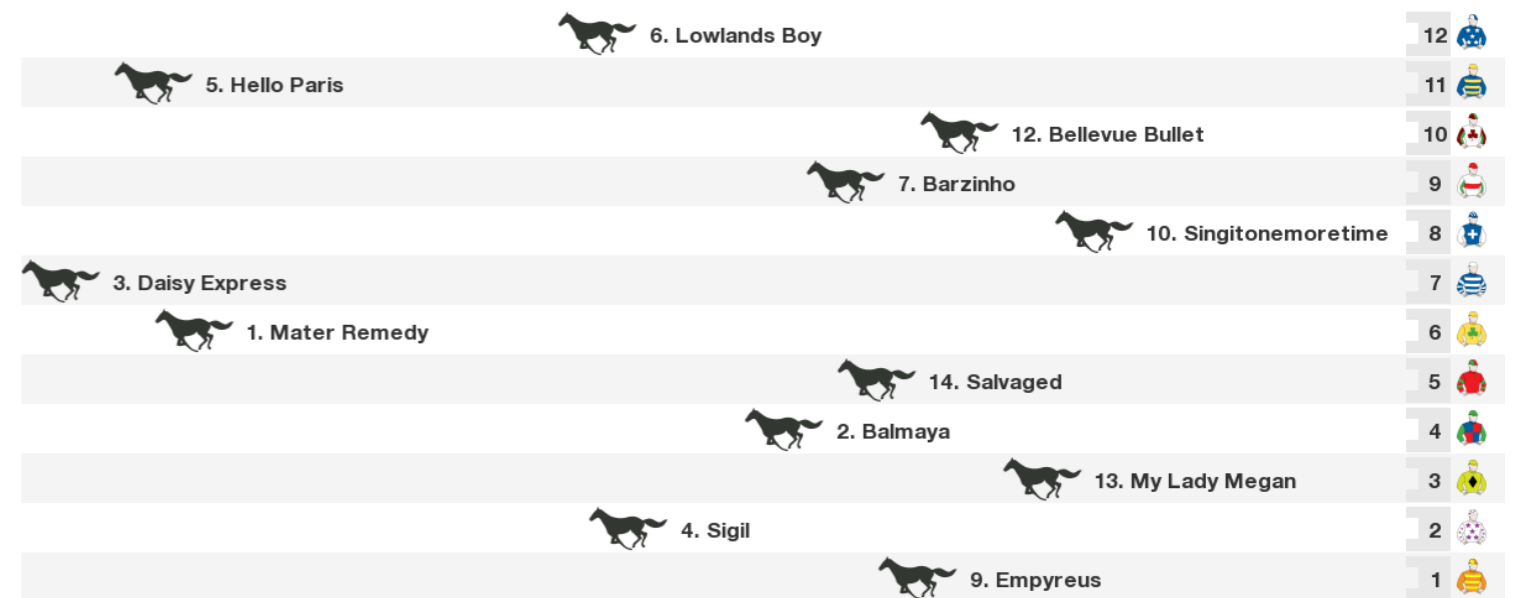 6. Lowlands Boy 12
5. Hello Paris 11
12. Bellevue Bullet 10
7. Barzinho 9
10. Singitonemoretime 8
3. Daisy Express 7
1. Mater Remedy 6
14. Salvaged 5
2. Balmaya 4
13. My Lady Megan 3
4. Sigil 2
9. Empyreus 1